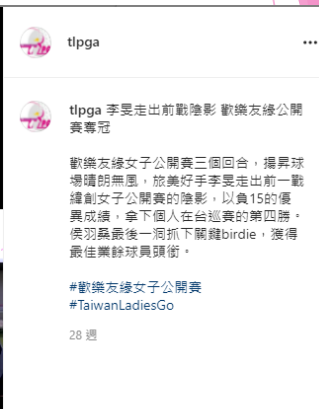 tlpga
tlpga 李旻走出前戰陰影 歡樂友緣公開
賽奪冠
歡樂友緣女子公開賽三個回合，揚昇球
場晴朗無風，旅美好手李旻走出前一戰
緯創女子公開賽的陰影，以負15的優
異成績，拿下個人在台巡賽的第四勝。
侯羽桑最後一洞抓下關鍵birdie，獲得
最佳業餘球員頭銜。
#歡樂友緣女子公開賽
#TaiwanLadiesGo
28 週